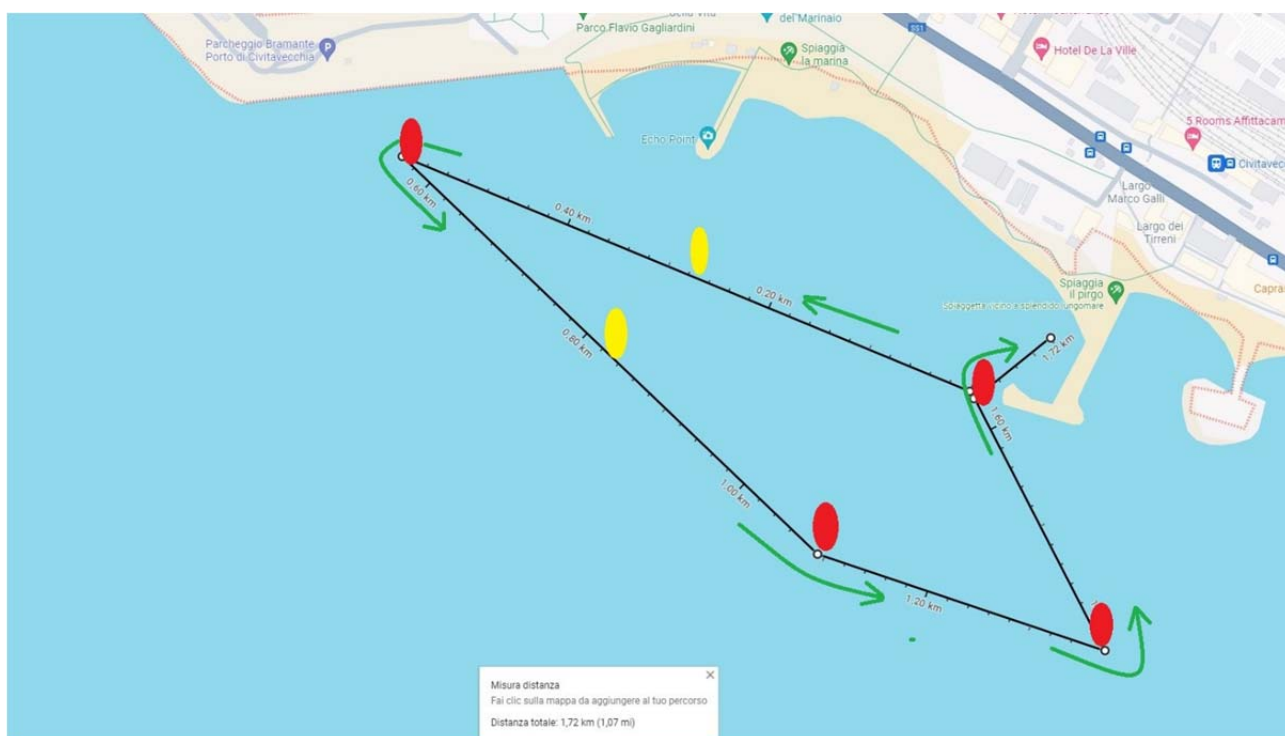 del Marinaio
Parco Flavio Gagliardini
SS1
Parcheggio Bramante
Porto di Civitavecchia
Spiaggia
la marina
Hotel De La Ville
5 Rooms Affittacam
Echo Point
Civitavecc
Largo
Marco Galli
Largo dei
Tirreni
Spiaggia
il pirgo
Spiaggetta vicino a splendido lungomare
Caprar
0,60 km
0,40 km
0,20 km
0,80 km
1,72 km
1,60 km
1,00 km
1,20 km
Misura distanza
Fai clic sulla mappa da aggiungere al tuo percorso
Distanza totale: 1,72 km (1,07 mi)